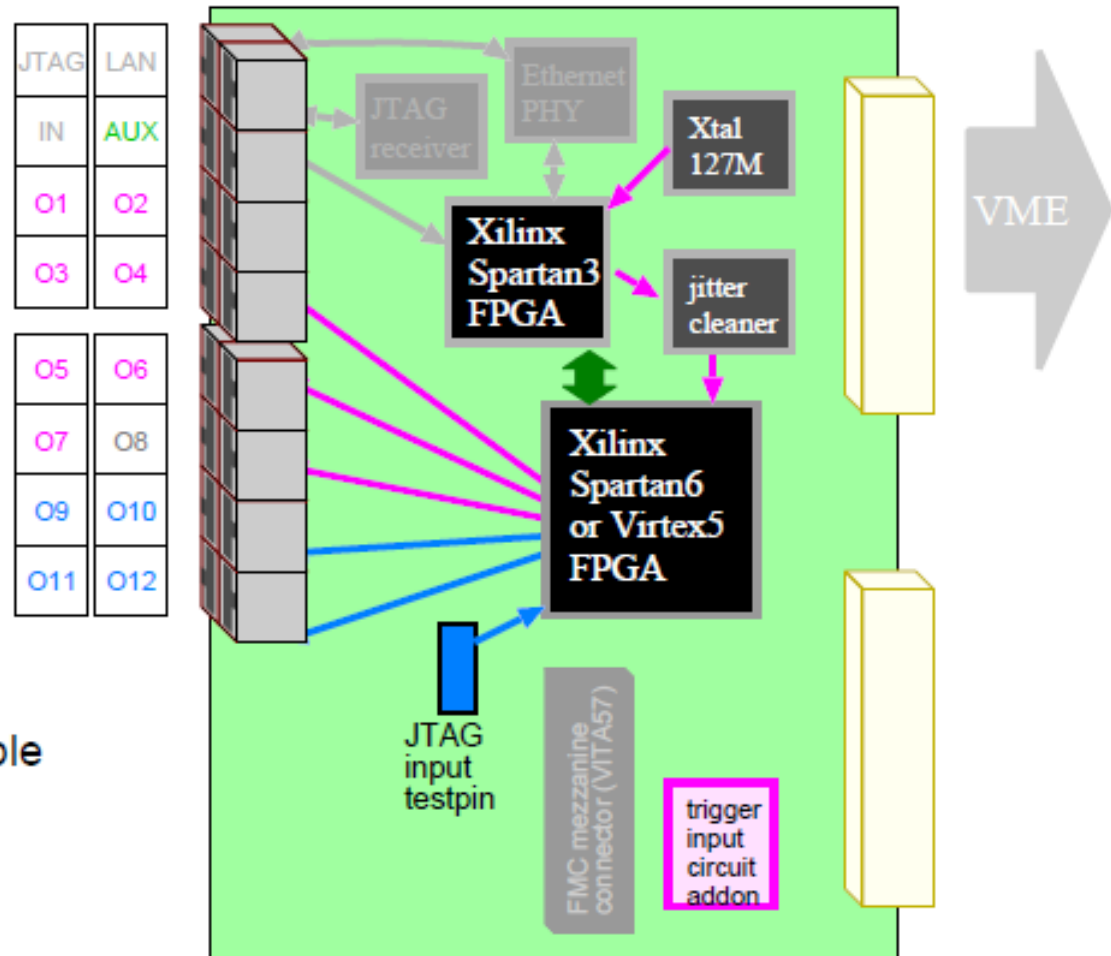 JTAG LAN
IN AUX
O1 O2
O3 O4
O5 O6
O7 O8
O9 O10
O11 O12
Ethernet
PHY
JTAG
receiver
Xtal
127M
Xilinx
Spartan3
FPGA
jitter
cleaner
VME
Xilinx
Spartan6
or Virtex5
FPGA
JTAG
input
testpin
FMC mezzanine
connector (VITA57)
trigger
input
circuit
addon